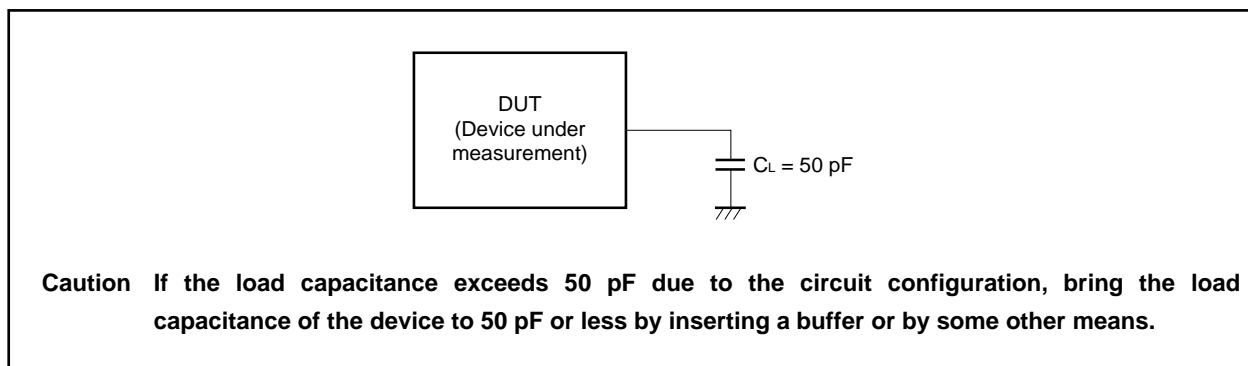 DUT
(Device under
measurement)
CL = 50 pF
Caution If the load capacitance exceeds 50 pF due to the circuit configuration, bring the load
capacitance of the device to 50 pF or less by inserting a buffer or by some other means.